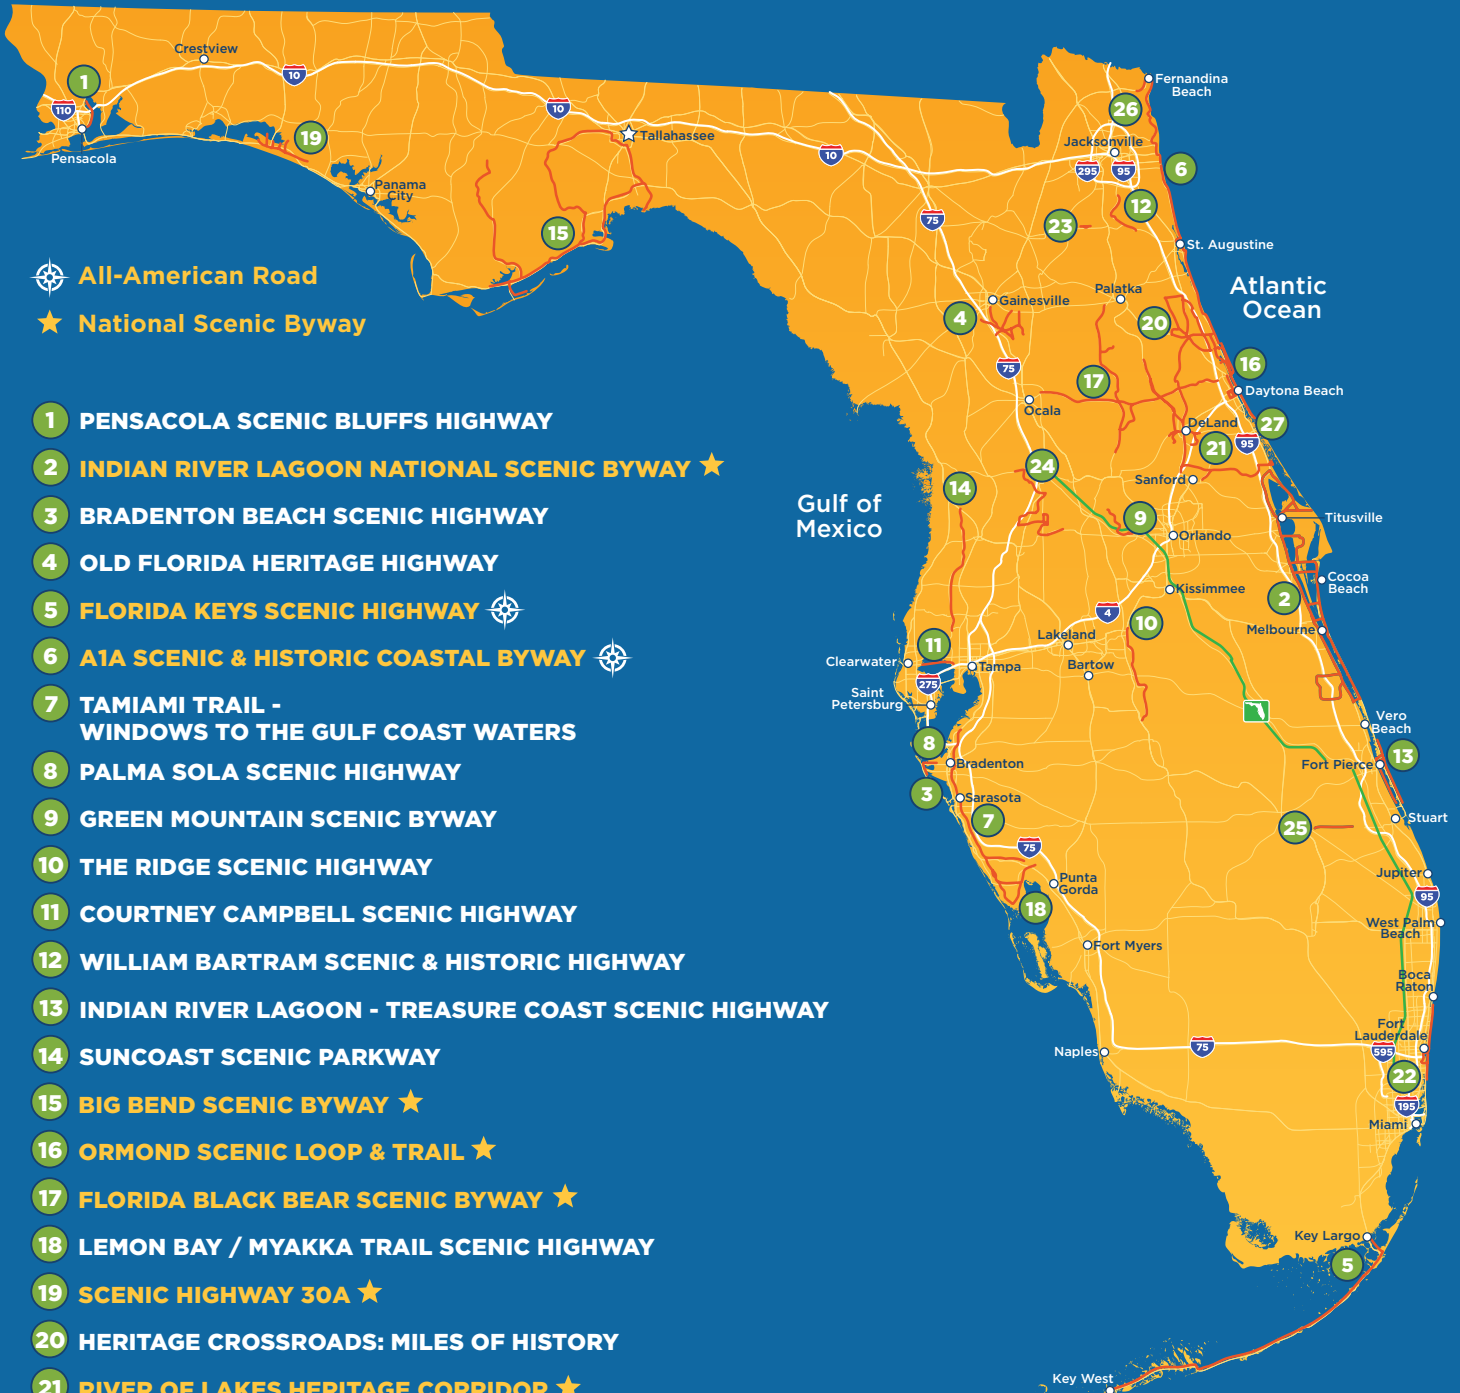 Crestview
1
10
110
Pensacola
19
10
Tallahassee
Panama
City
15
10
Fernandina
Beach
26
Jacksonville
295
95
6
12
23
75
St. Augustine
Atlantic
Ocean
Gainesville
Palatka
4
20
75
16
17
Daytona Beach
Ocala
DeLand
27
21
95
24
14
Sanford
Gulf of
Mexico
9
Titusville
Orlando
Kissimmee
Cocoa
Beach
2
4
10
Melbourne
Lakeland
11
Clearwater
Tampa
Bartow
275
Saint
Petersburg
Vero
Beach
8
Bradenton
Fort Pierce
13
3
Sarasota
7
25
Stuart
75
Punta
Gorda
Jupiter
95
18
West Palm
Beach
Fort Myers
Boca
Raton
Fort
Lauderdale
Naples
75
595
22
195
Miami
Key Largo
5
Key West
All-American Road
National Scenic Byway
1 PENSACOLA SCENIC BLUFFS HIGHWAY
2 INDIAN RIVER LAGOON NATIONAL SCENIC BYWAY
3 BRADENTON BEACH SCENIC HIGHWAY
4 OLD FLORIDA HERITAGE HIGHWAY
5 FLORIDA KEYS SCENIC HIGHWAY
6 A1A SCENIC & HISTORIC COASTAL BYWAY
7 TAMIAMI TRAIL -
WINDOWS TO THE GULF COAST WATERS
8 PALMA SOLA SCENIC HIGHWAY
9 GREEN MOUNTAIN SCENIC BYWAY
10 THE RIDGE SCENIC HIGHWAY
11 COURTNEY CAMPBELL SCENIC HIGHWAY
12 WILLIAM BARTRAM SCENIC & HISTORIC HIGHWAY
13 INDIAN RIVER LAGOON - TREASURE COAST SCENIC HIGHWAY
14 SUNCOAST SCENIC PARKWAY
15 BIG BEND SCENIC BYWAY
16 ORMOND SCENIC LOOP & TRAIL
17 FLORIDA BLACK BEAR SCENIC BYWAY
18 LEMON BAY / MYAKKA TRAIL SCENIC HIGHWAY
19 SCENIC HIGHWAY 30A
20 HERITAGE CROSSROADS: MILES OF HISTORY
21 RIVER OF LAKES HERITAGE CORRIDOR